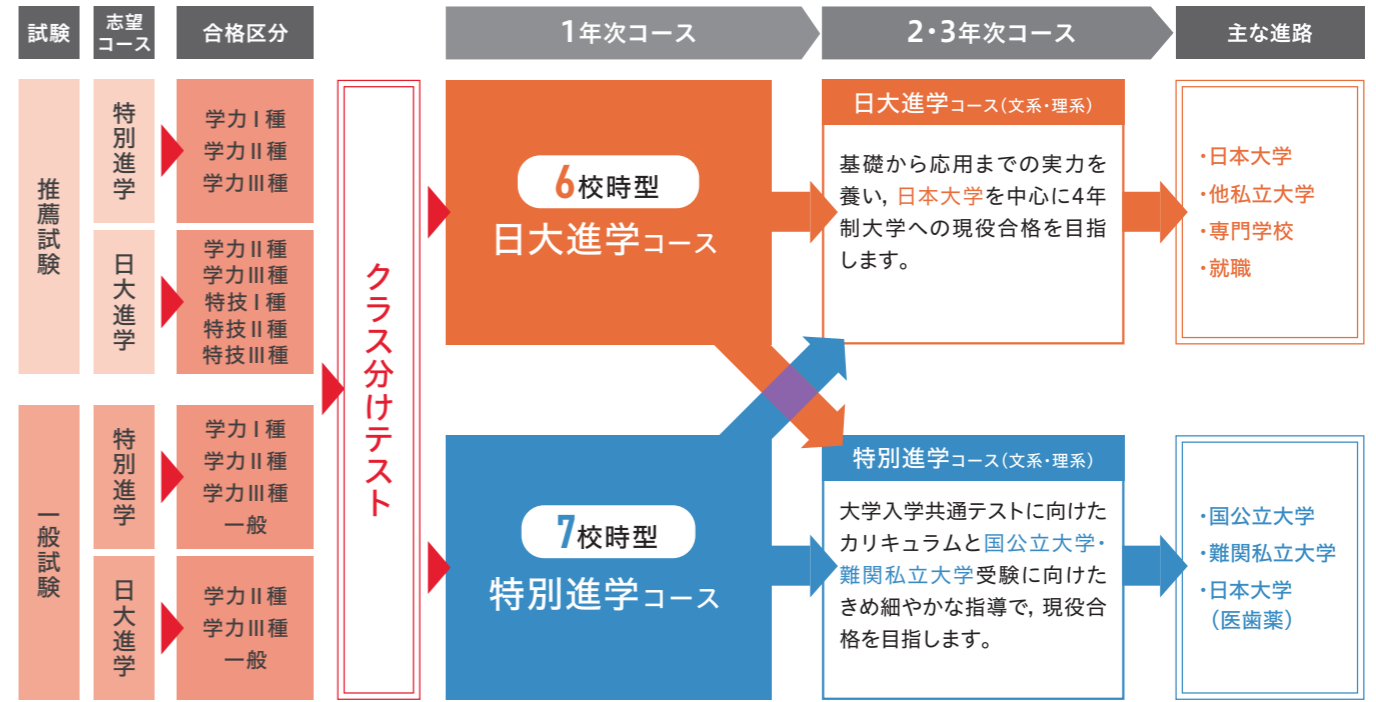 試験
志望
コース
合格区分
1年次コース
2・3年次コース
主な進路
推薦試験
特別進学
学力Ⅰ種
学力Ⅱ種
学力Ⅲ種
日大進学
学力Ⅱ種
学力Ⅲ種
特技Ⅰ種
特技Ⅱ種
特技Ⅲ種
一般試験
特別進学
学力Ⅰ種
学力Ⅱ種
学力Ⅲ種
一般
日大進学
学力Ⅱ種
学力Ⅲ種
一般
クラス分けテスト
6校時型
日大進学コース
日大進学コース(文系・理系)
基礎から応用までの実力を
養い,日本大学を中心に4年
制大学への現役合格を目指
します。
・日本大学
・他私立大学
・専門学校
・就職
7校時型
特別進学コース
特別進学コース(文系・理系)
大学入学共通テストに向けた
カリキュラムと国公立大学・
難関私立大学受験に向けた
きめ細やかな指導で,現役合
格を目指します。
・国公立大学
・難関私立大学
・日本大学
(医歯薬)